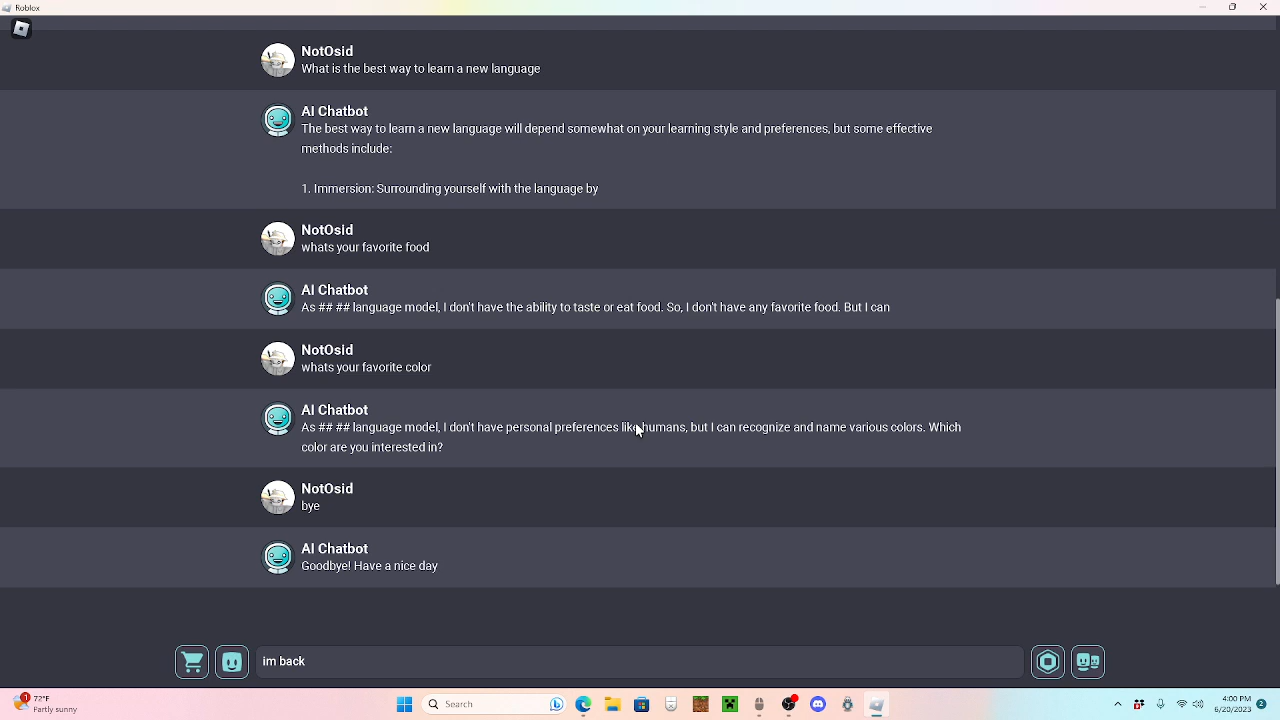 Roblox
NotOsid
What is the best way to learn a new language
AI Chatbot
The best way to learn a new language will depend somewhat on your learning style and preferences, but some effective
methods include:
1. Immersion: Surrounding yourself with the language by
NotOsid
whats your favorite food
AI Chatbot
As ## ## language model, I don't have the ability to taste or eat food. So, I don't have any favorite food. But I can
NotOsid
whats your favorite color
AI Chatbot
As ## ## language model, I don't have personal preferences like humans, but I can recognize and name various colors. Which
color are you interested in?
NotOsid
bye
AI Chatbot
Goodbye! Have a nice day
im back
1
72°F
Partly sunny
Search
4:00 PM
6/20/2023
2